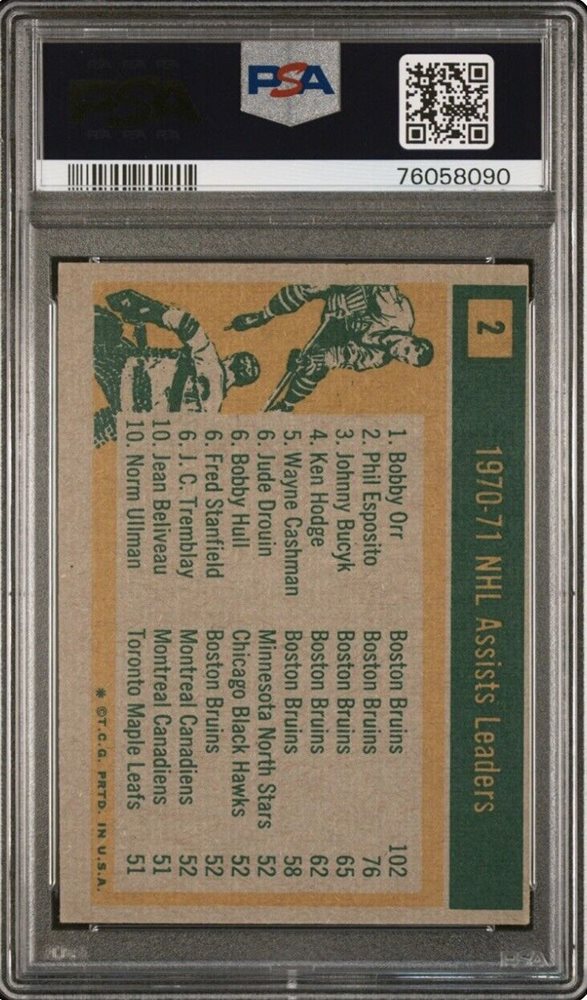 PSA
76058090
2
1970-71 NHL Assists Leaders
1. Bobby Orr Boston Bruins 102
2. Phil Esposito Boston Bruins 76
3. Johnny Bucyk Boston Bruins 65
4. Ken Hodge Boston Bruins 62
5. Wayne Cashman Boston Bruins 58
6. Jude Drouin Minnesota North Stars 52
6. Bobby Hull Chicago Black Hawks 52
6. Fred Stanfield Boston Bruins 52
6. J. C. Tremblay Montreal Canadiens 52
10. Jean Beliveau Montreal Canadiens 51
10. Norm Ullman Toronto Maple Leafs 51
* © T.C.G. PRTD. IN U.S.A.
PSA